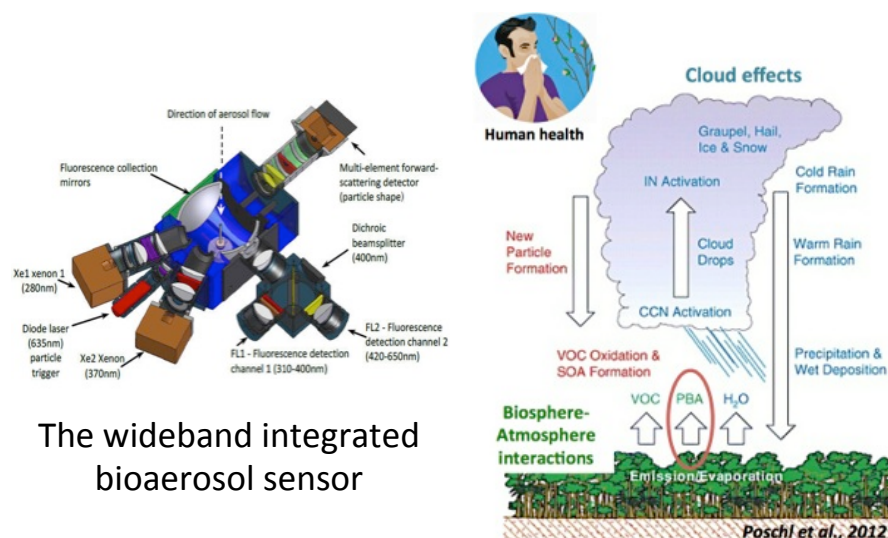 Direction of aerosol flow
Fluorescence collection
mirrors
Multi-element forward-
scattering detector
(particle shape)
Dichroic
beamsplitter
(400nm)
Xe1 xenon 1
(280nm)
Diode laser
(635nm)
particle
trigger
Xe2 Xenon
(370nm)
FL1 - Fluorescence detection
channel 1 (310-400nm)
FL2 - Fluorescence
detection channel 2
(420-650nm)
The wideband integrated
bioaerosol sensor
Human health
Cloud effects
Graupel, Hail,
Ice & Snow
IN Activation
Cold Rain
Formation
New
Particle
Formation
Cloud
Drops
Warm Rain
Formation
CCN Activation
VOC Oxidation &
SOA Formation
Precipitation &
Wet Deposition
VOC
PBA
H₂O
Biosphere-
Atmosphere
interactions
Emission/Evaporation
Poschl et al., 2012